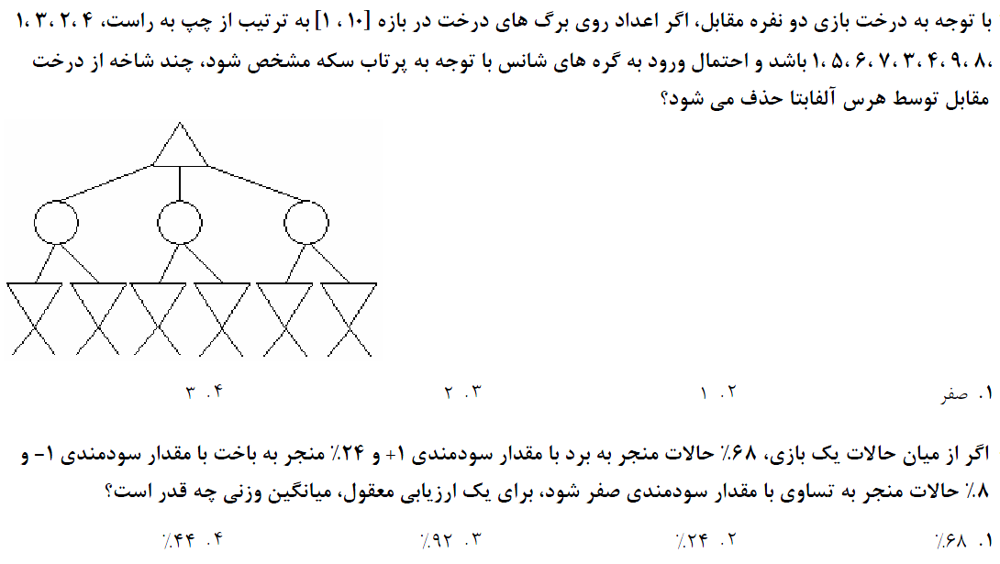 با توجه به درخت بازی دو نفره مقابل، اگر اعداد روی برگ های درخت در بازه [۱۰ ، ۱] به ترتیب از چپ به راست، ۴ ،۲ ،۳ ،۱
،۸ ،۹ ،۴ ،۳ ،۷ ،۶ ،۵ ،۱ باشد و احتمال ورود به گره های شانس با توجه به پرتاب سکه مشخص شود، چند شاخه از درخت
مقابل توسط هرس آلفابتا حذف می شود؟
۱. صفر ۲. ۱ ۳. ۲ ۴. ۳
اگر از میان حالات یک بازی، ۶۸٪ حالات منجر به برد با مقدار سودمندی ۱+ و ۲۴٪ منجر به باخت با مقدار سودمندی ۱- و
۸٪ حالات منجر به تساوی با مقدار سودمندی صفر شود، برای یک ارزیابی معقول، میانگین وزنی چه قدر است؟
۱. ۶۸٪ ۲. ۲۴٪ ۳. ۹۲٪ ۴. ۴۴٪